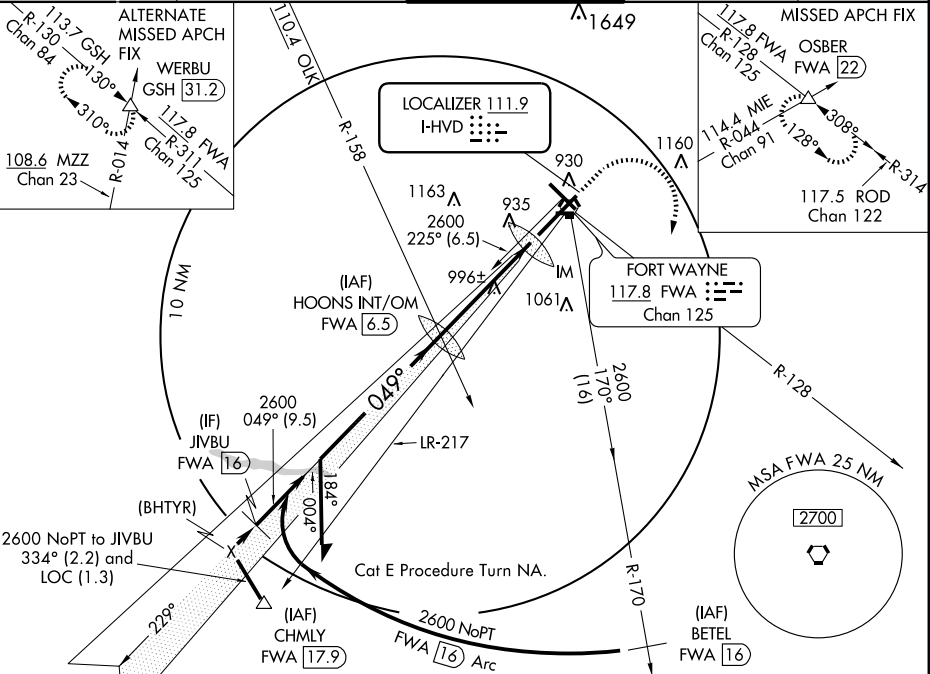 ALTERNATE
MISSED APCH
FIX
113.7 GSH
R-130
Chan 84
WERBU
GSH 31.2
130°
310°
117.8 FWA
R-311
Chan 125
108.6 MZZ
Chan 23
R-014
110.4 OLK
R-158
1649
LOCALIZER 111.9
I-HVD
MISSED APCH FIX
117.8 FWA
R-128
Chan 125
OSBER
FWA 22
114.4 MIE
R-044
Chan 91
308°
128°
R-314
117.5 ROD
Chan 122
1160
930
1163
935
2600
225° (6.5)
996±
IM
1061
FORT WAYNE
117.8 FWA
Chan 125
10 NM
(IAF)
HOONS INT/OM
FWA 6.5
049°
2600
049° (9.5)
(IF)
JIVBU
FWA 16
LR-217
2600
170°
(16)
R-128
184°
004°
(BHTYR)
X
2600 NoPT to JIVBU
334° (2.2) and
LOC (1.3)
Cat E Procedure Turn NA.
229°
(IAF)
CHMLY
FWA 17.9
2600 NoPT
FWA 16 Arc
R-170
(IAF)
BETEL
FWA 16
MSA FWA 25 NM
2700